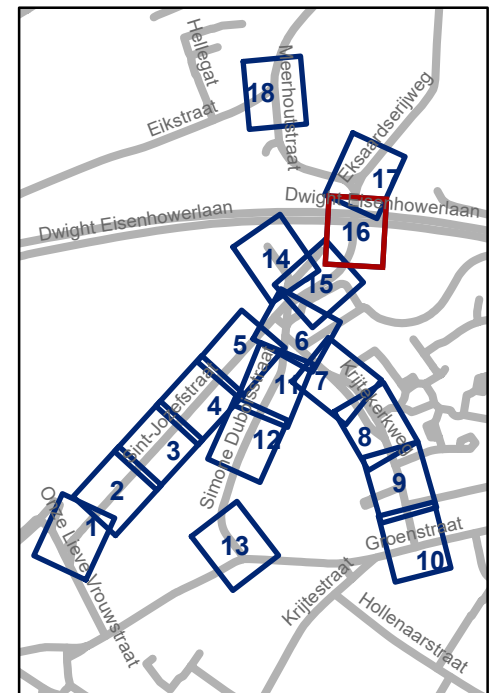 Hellegat
Meerhoutstraat
18
Eikstraat
Eksaardserijweg
17
Dwight Eisenhowerlaan
Dwight Eisenhowerlaan
16
14
15
6
5
11
7
Krijtekerkweg
Sint-Jozefstraat
4
8
Simone Duboisstraat
12
3
9
2
Onze Lieve Vrouwstraat
1
13
Groenstraat
10
Krijtestraat
Hollenaarstraat